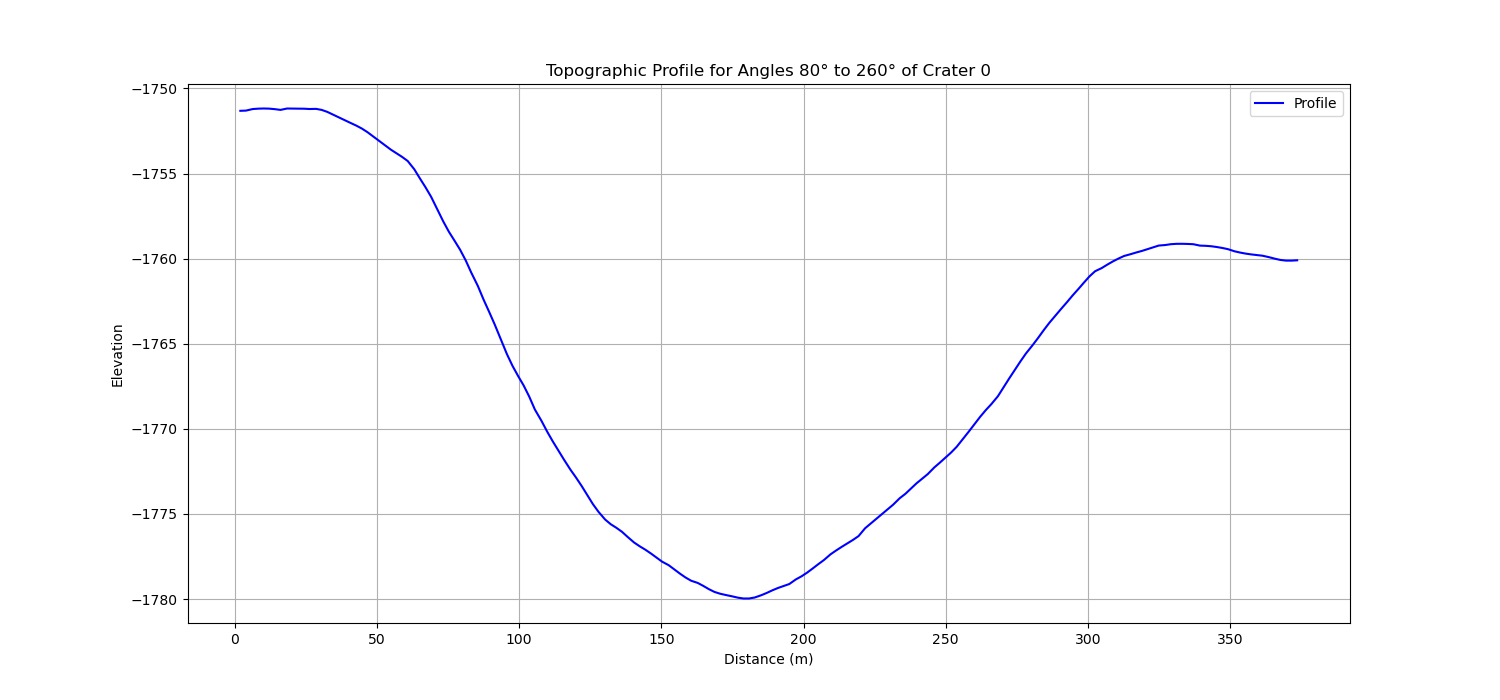 Topographic Profile for Angles 80° to 260° of Crater 0
Profile
−1750
−1755
−1760
−1765
−1770
−1775
−1780
Elevation
0 50 100 150 200 250 300 350
Distance (m)